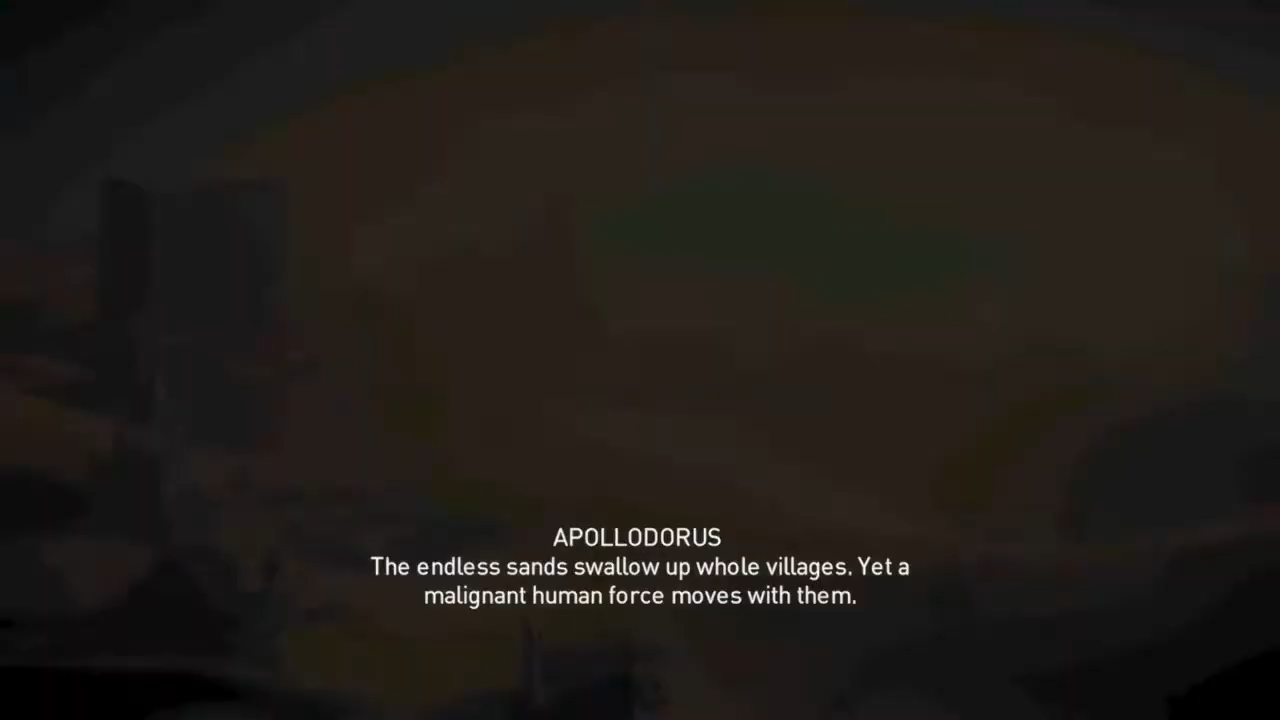 APOLLODORUS
The endless sands swallow up whole villages. Yet a
malignant human force moves with them.